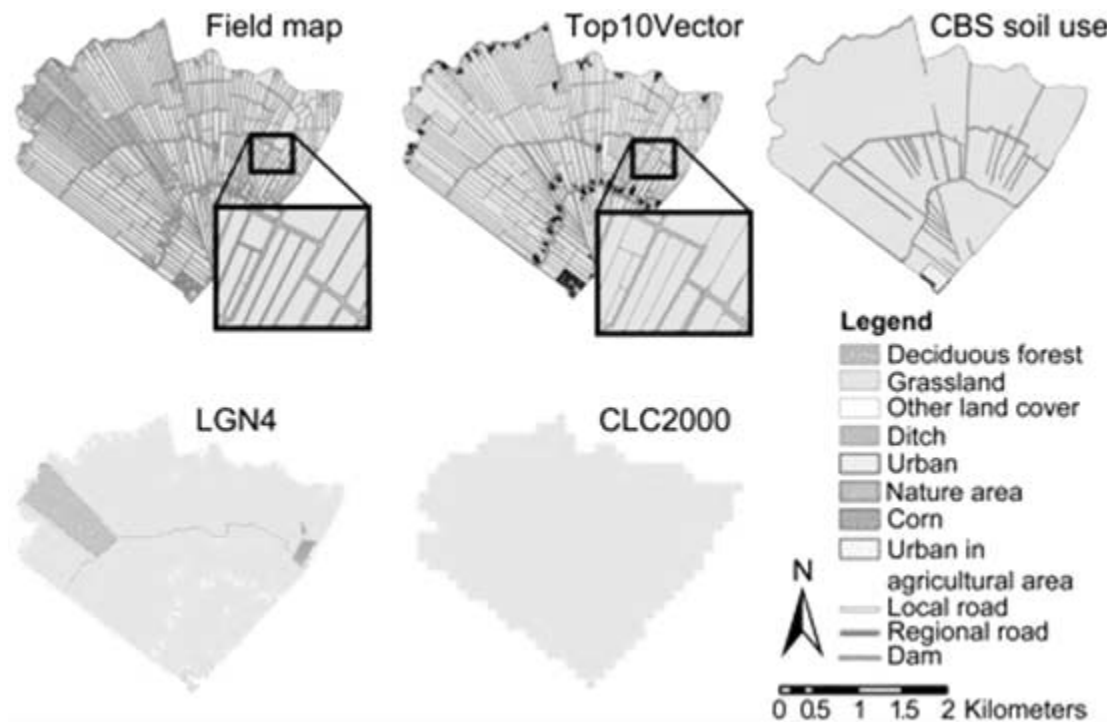 Field map
Top10Vector
CBS soil use
LGN4
CLC2000
Legend
Deciduous forest
Grassland
Other land cover
Ditch
Urban
Nature area
Corn
Urban in
agricultural area
Local road
Regional road
Dam
N
0 0.5 1 1.5 2 Kilometers